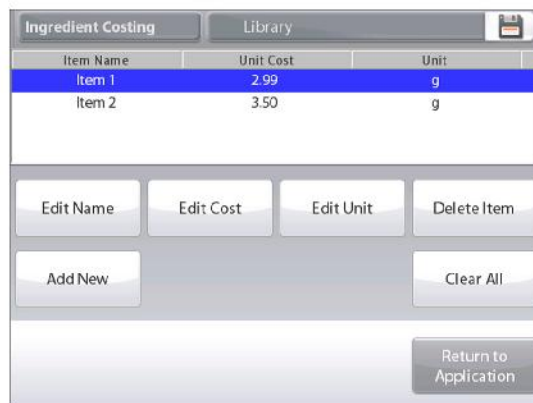 Ingredient Costing Library
Item Name Unit Cost Unit
Item 1 2.99 g
Item 2 3.50 g
Edit Name Edit Cost Edit Unit Delete Item
Add New Clear All
Return to
Application